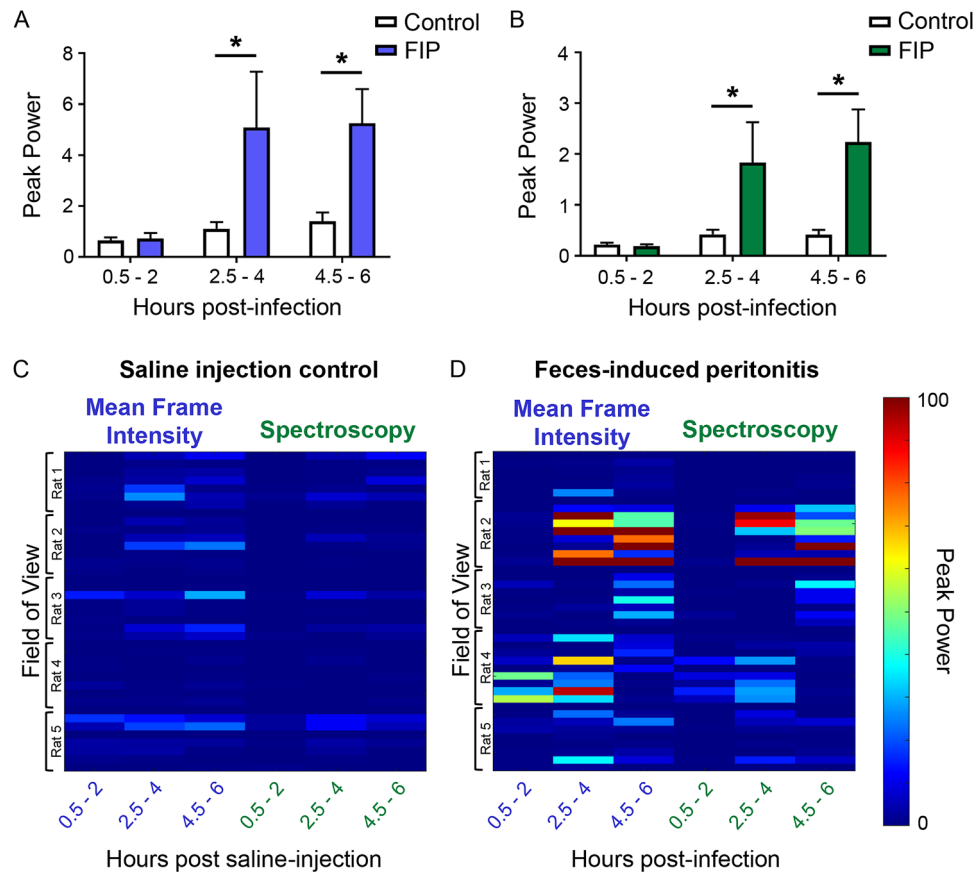 A
Control
FIP
*
*
8
6
4
2
0
Peak Power
0.5 - 2
2.5 - 4
4.5 - 6
Hours post-infection
B
Control
FIP
*
*
4
3
2
1
0
Peak Power
0.5 - 2
2.5 - 4
4.5 - 6
Hours post-infection
C
Saline injection control
Mean Frame
Intensity
Spectroscopy
Field of View
Rat 1
Rat 2
Rat 3
Rat 4
Rat 5
0.5 - 2
2.5 - 4
4.5 - 6
0.5 - 2
2.5 - 4
4.5 - 6
Hours post saline-injection
D
Feces-induced peritonitis
Mean Frame
Intensity
Spectroscopy
Field of View
Rat 1
Rat 2
Rat 3
Rat 4
Rat 5
0.5 - 2
2.5 - 4
4.5 - 6
0.5 - 2
2.5 - 4
4.5 - 6
Hours post-infection
100
Peak Power
0